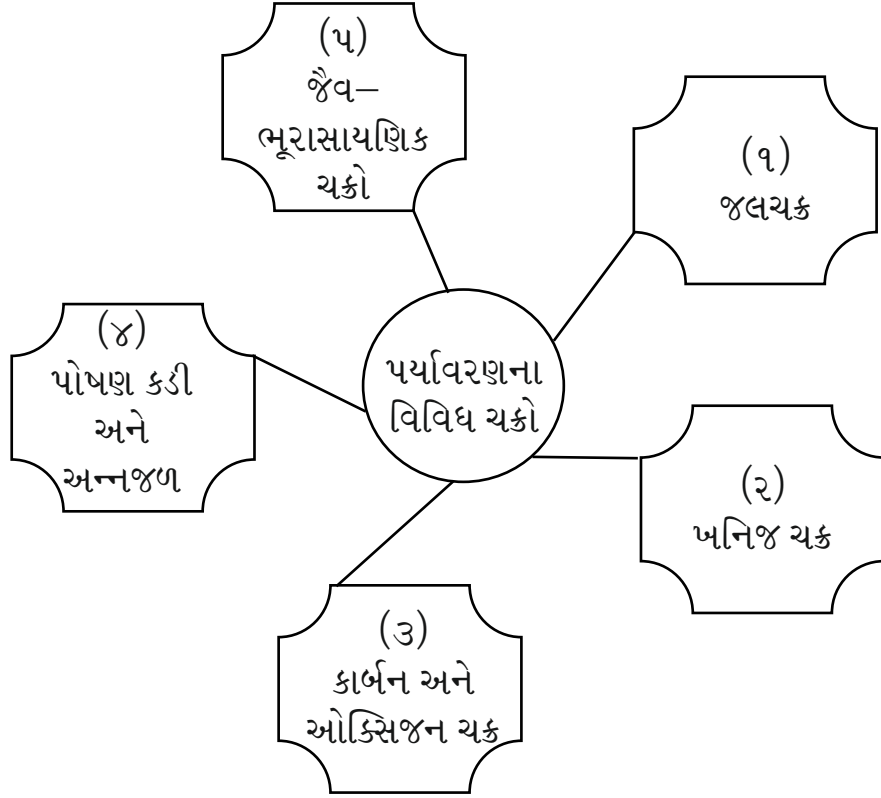 પર્યાવરણના
વિવિધ ચક્રો
(૧)
જલચક્ર
(૨)
ખનિજ ચક્ર
(૩)
કાર્બન અને
ઓક્સિજન ચક્ર
(૪)
પોષણ કડી
અને
અન્નજળ
(૫)
જૈવ–
ભૂરાસાયણિક
ચક્રો